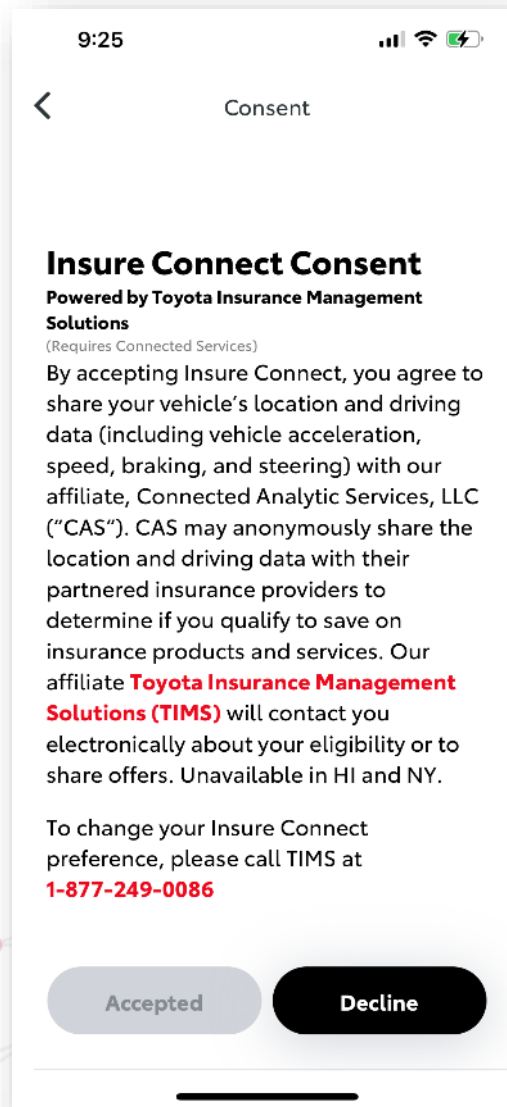 9:25
Consent
Insure Connect Consent
Powered by Toyota Insurance Management
Solutions
(Requires Connected Services)
By accepting Insure Connect, you agree to
share your vehicle’s location and driving
data (including vehicle acceleration,
speed, braking, and steering) with our
affiliate, Connected Analytic Services, LLC
(“CAS”). CAS may anonymously share the
location and driving data with their
partnered insurance providers to
determine if you qualify to save on
insurance products and services. Our
affiliate Toyota Insurance Management
Solutions (TIMS) will contact you
electronically about your eligibility or to
share offers. Unavailable in HI and NY.
To change your Insure Connect
preference, please call TIMS at
1-877-249-0086
Accepted
Decline